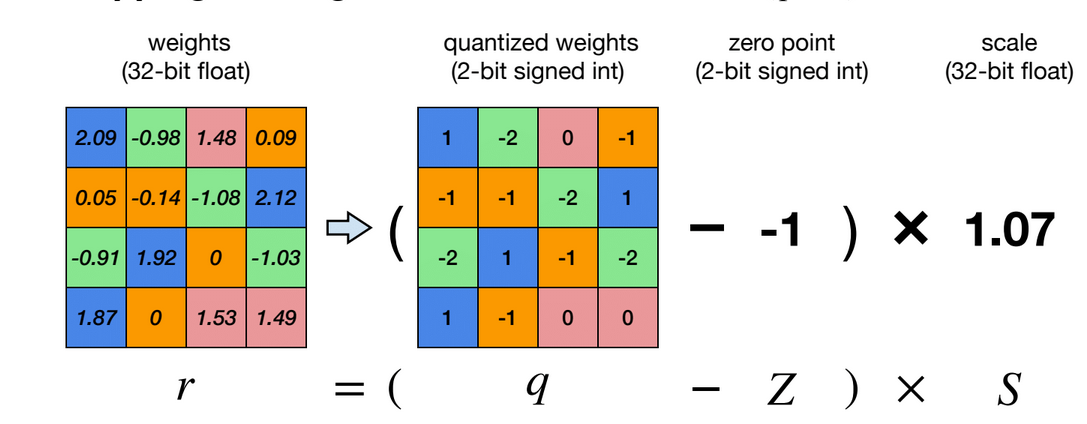 weights quantized weights zero point scale
(32-bit float) (2-bit signed int) (2-bit signed int) (32-bit float)
2.09 -0.98 1.48 0.09 1 -2 0 -1
0.05 -0.14 -1.08 2.12 -1 -1 -2 1
( − -1 ) × 1.07
-0.91 1.92 0 -1.03 -2 1 -1 -2
1.87 0 1.53 1.49 1 -1 0 0
r = ( q − Z ) × S